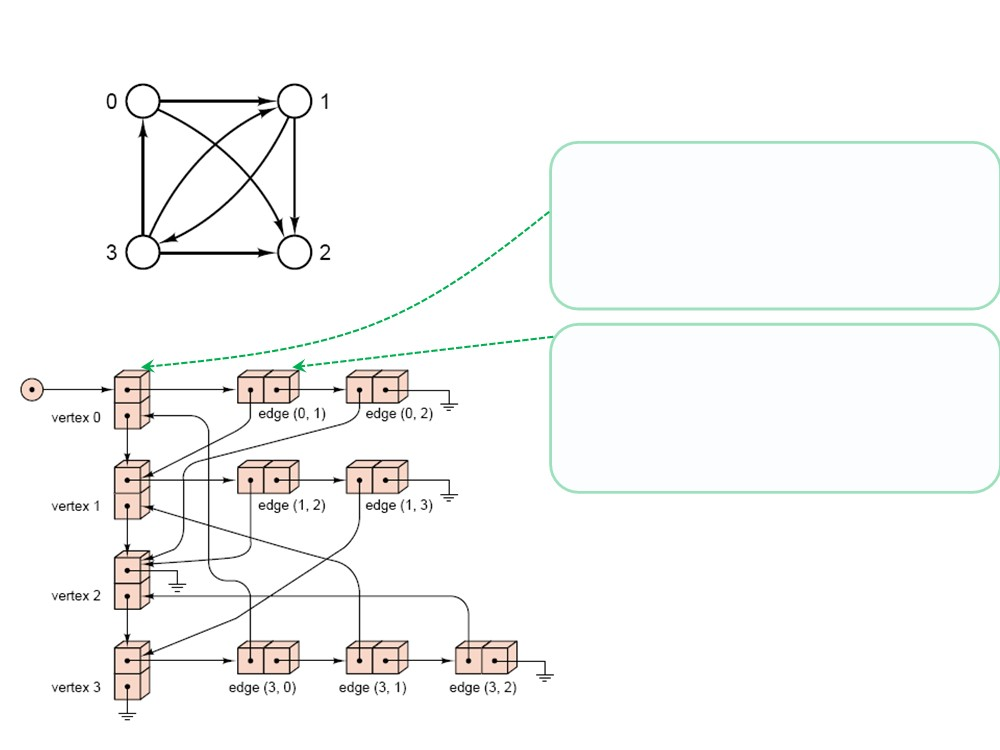 0 1
3 2
vertex 0 edge (0, 1) edge (0, 2)
vertex 1 edge (1, 2) edge (1, 3)
vertex 2
vertex 3 edge (3, 0) edge (3, 1) edge (3, 2)